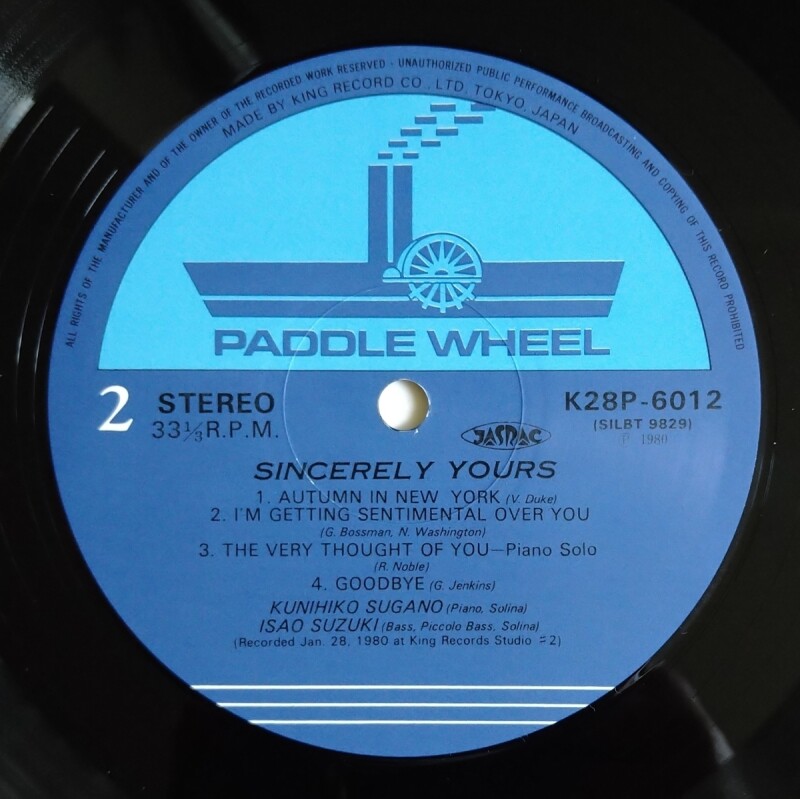 ALL RIGHTS OF THE MANUFACTURER AND OF THE OWNER OF THE RECORDED WORK RESERVED · UNAUTHORIZED PUBLIC PERFORMANCE BROADCASTING AND COPYING OF THIS RECORD PROHIBITED
MADE BY KING RECORD CO., LTD. TOKYO, JAPAN
PADDLE WHEEL
2 STEREO
33⅓ R.P.M.
K28P-6012
(SILBT 9829)
P. 1980
JASRAC
SINCERELY YOURS
1. AUTUMN IN NEW YORK (V. Duke)
2. I'M GETTING SENTIMENTAL OVER YOU
(G. Bossman, N. Washington)
3. THE VERY THOUGHT OF YOU—Piano Solo
(R. Noble)
4. GOODBYE (G. Jenkins)
KUNIHIKO SUGANO (Piano, Solina)
ISAO SUZUKI (Bass, Piccolo Bass, Solina)
(Recorded Jan. 28, 1980 at King Records Studio #2)